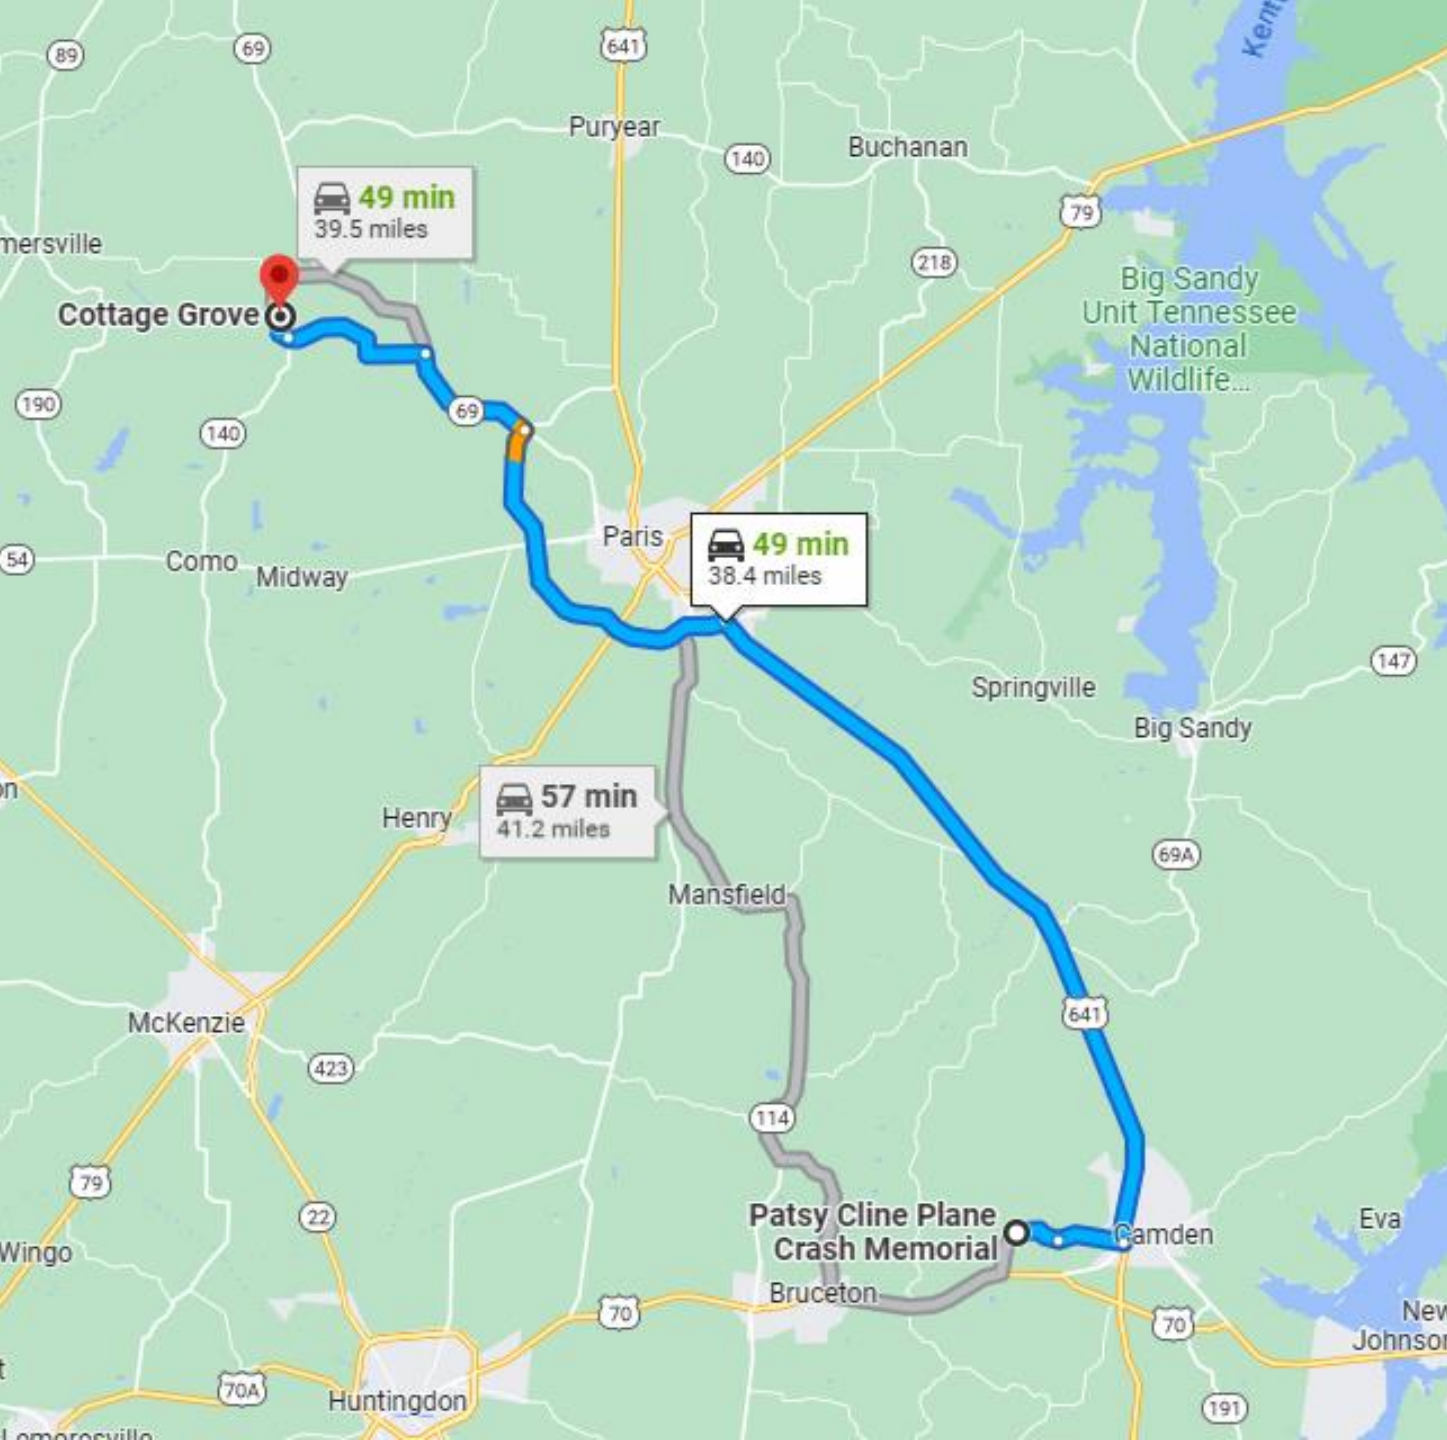 89
69
641
Kent
Puryear
140
Buchanan
49 min
39.5 miles
79
mersville
218
Big Sandy
Unit Tennessee
National
Wildlife...
Cottage Grove
190
69
140
Paris
49 min
38.4 miles
54
Como
Midway
147
Springville
Big Sandy
on
57 min
41.2 miles
Henry
69A
Mansfield
641
McKenzie
423
114
79
22
Patsy Cline Plane
Crash Memorial
Camden
Eva
Wingo
Bruceton
70
70
New
Johnson
t
70A
Huntingdon
191
Lemoresville